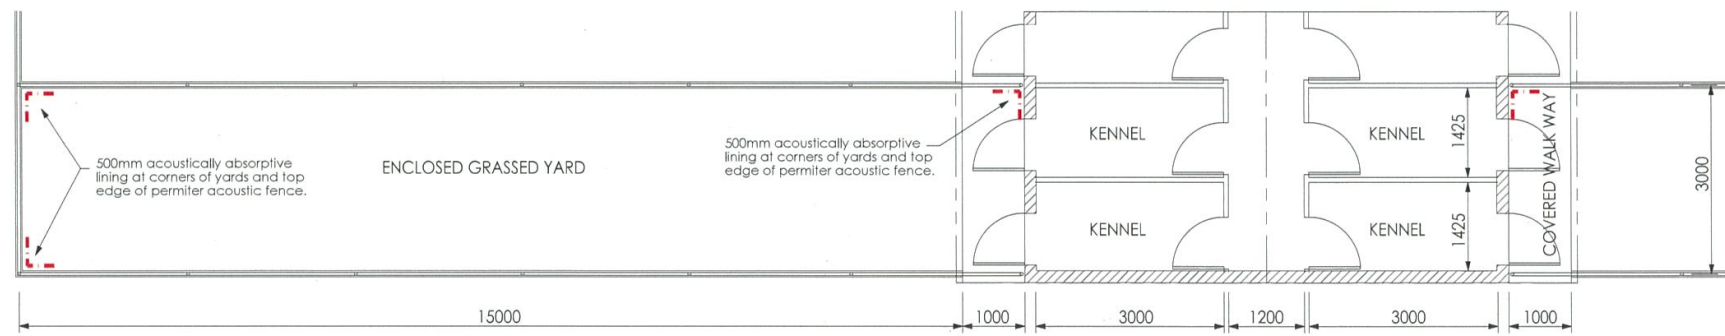 500mm acoustically absorptive
lining at corners of yards and top
edge of permiter acoustic fence.
ENCLOSED GRASSED YARD
500mm acoustically absorptive
lining at corners of yards and top
edge of permiter acoustic fence.
KENNEL
KENNEL
1425
KENNEL
KENNEL
1425
COVERED WALK WAY
3000
15000
1000
3000
1200
3000
1000